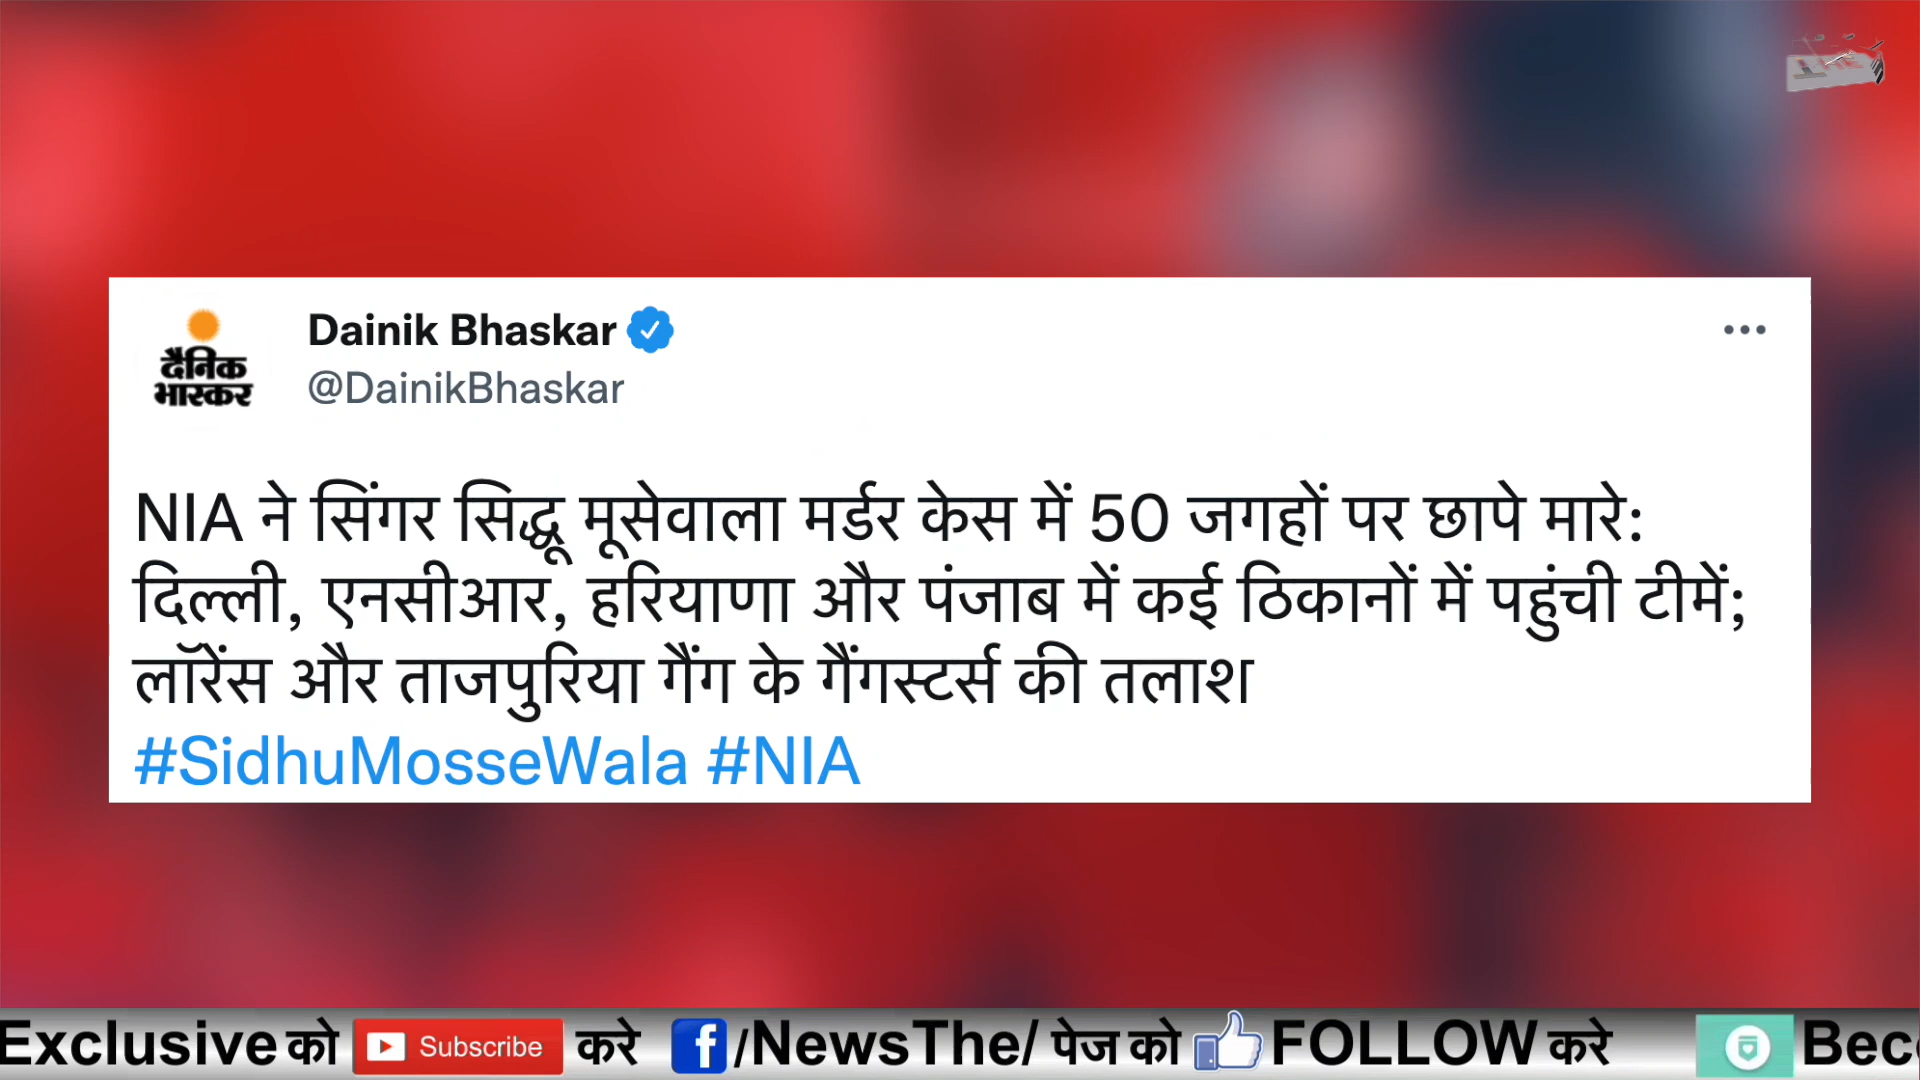 Dainik Bhaskar
दैनिक
भास्कर
@DainikBhaskar
NIA ने सिंगर सिद्धू मूसेवाला मर्डर केस में 50 जगहों पर छापे मारे:
दिल्ली, एनसीआर, हरियाणा और पंजाब में कई ठिकानों में पहुंची टीमें;
लॉरेंस और ताजपुरिया गैंग के गैंगस्टर्स की तलाश
#SidhuMosseWala #NIA
Exclusive को Subscribe करे f /NewsThe/ पेज को FOLLOW करे Bec